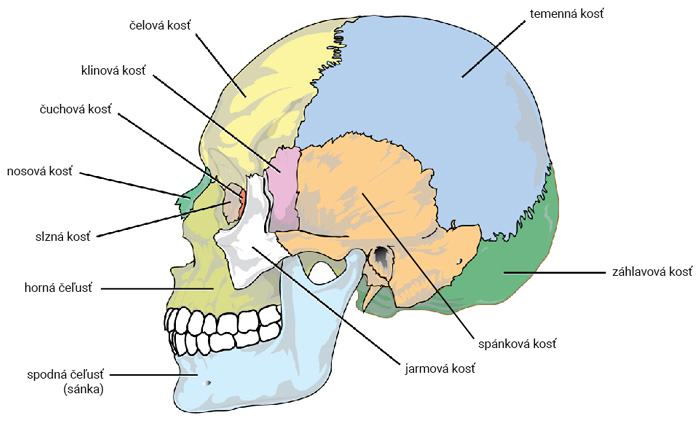 temenná kosť
čelová kosť
klinová kosť
čuchová kosť
nosová kosť
slzná kosť
záhlavová kosť
horná čeľusť
spánková kosť
jarmová kosť
spodná čeľusť
(sánka)